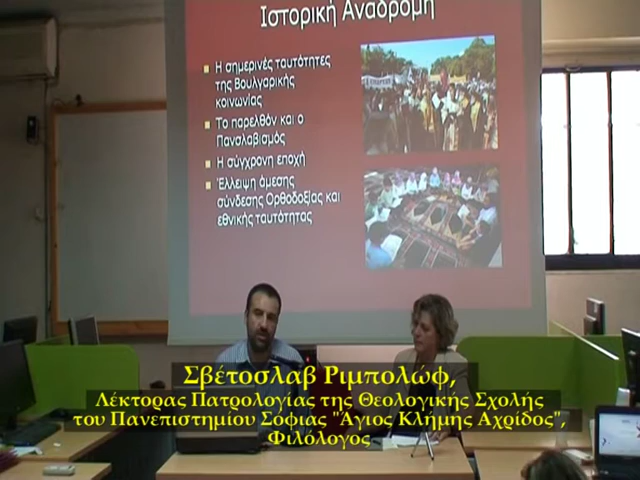 Ιστορική Αναδρομή
Η σημερινές ταυτότητες
της Βουλγαρικής
κοινωνίας
Το παρελθόν και ο
Πανσλαβισμός
Η σύγχρονη εποχή
Έλλειψη άμεσης
σύνδεσης Ορθοδοξίας και
εθνικής ταυτότητας
Σβέτοσλαβ Ριμπολώφ,
Λέκτορας Πατρολογίας της Θεολογικής Σχολής
του Πανεπιστημίου Σόφιας "Άγιος Κλήμης Αχρίδος",
Φιλόλογος